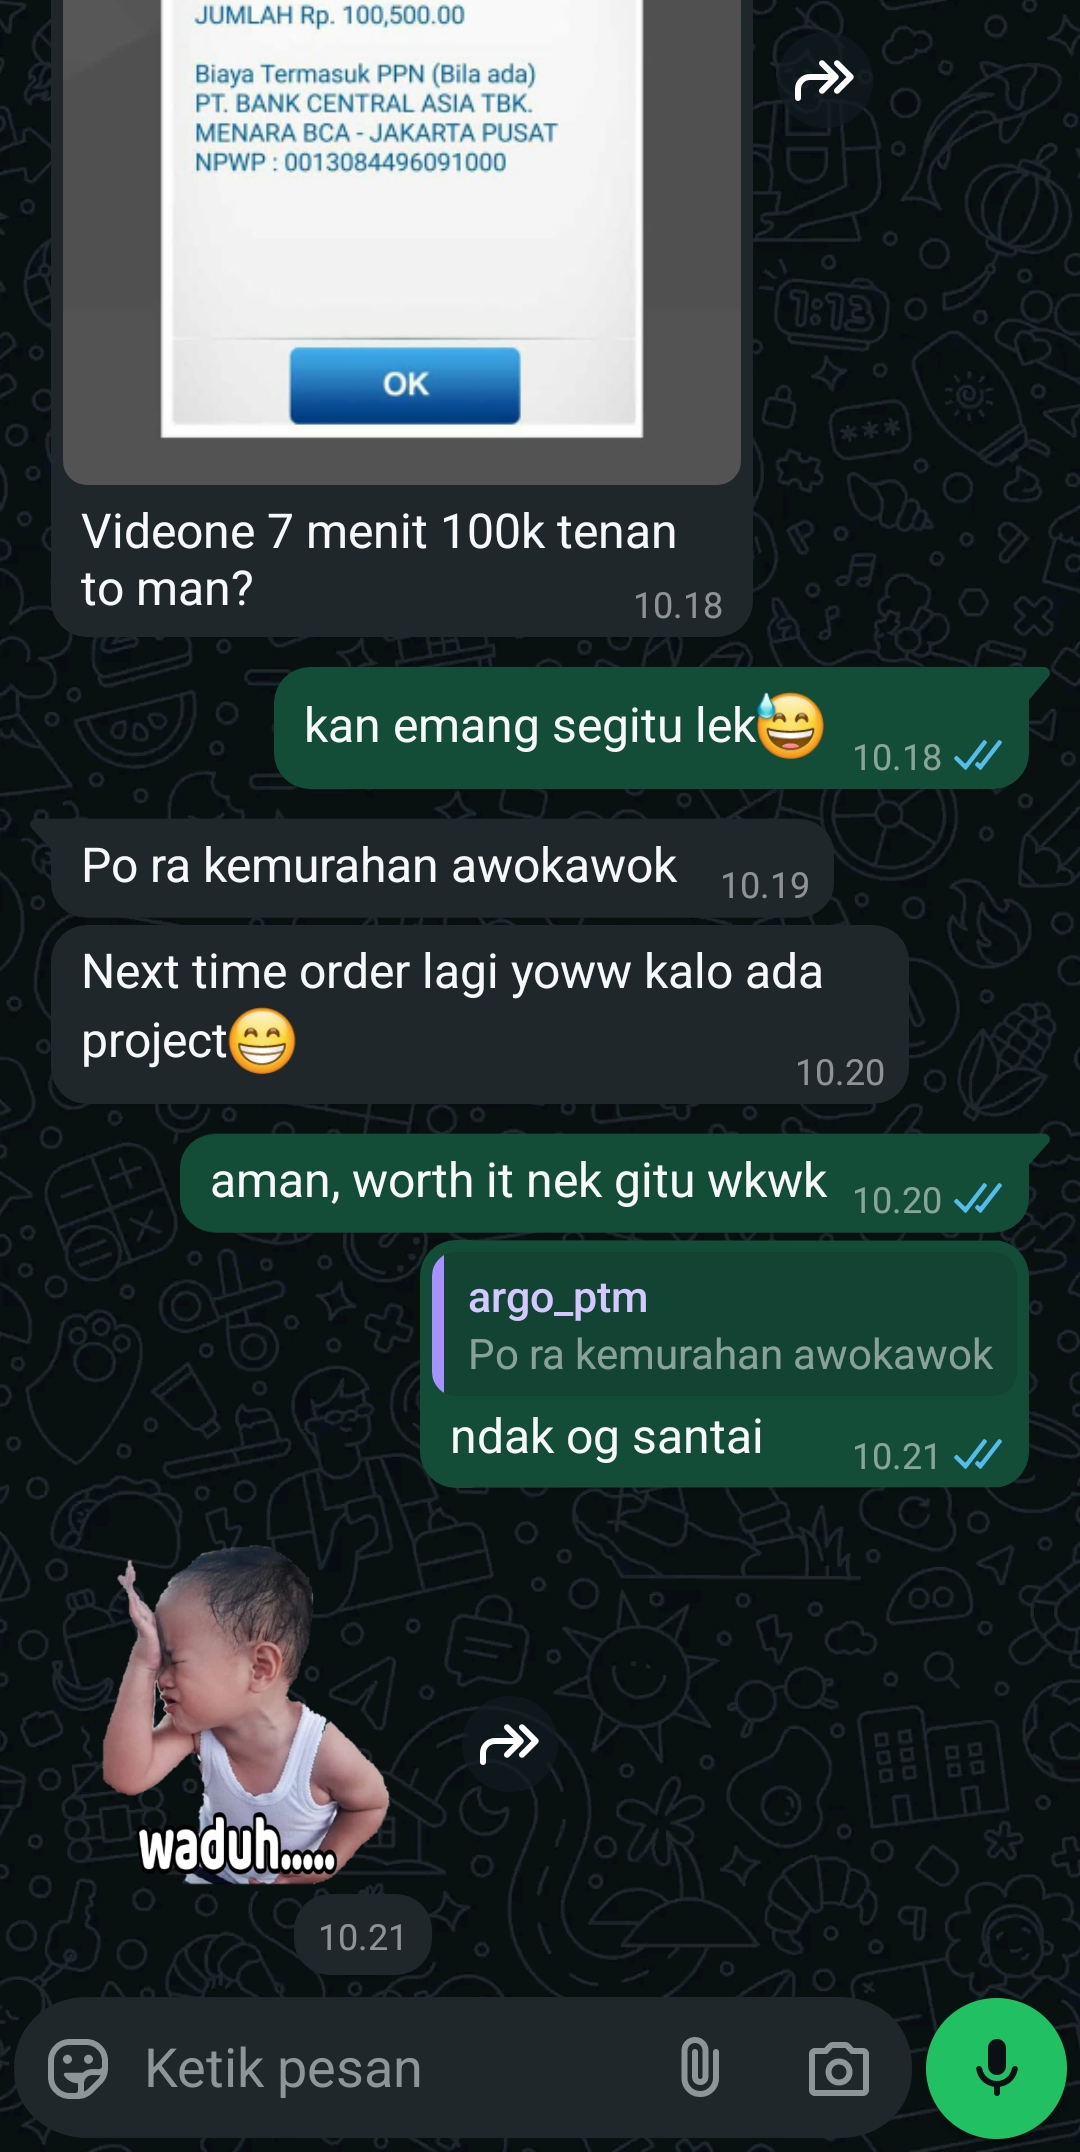 JUMLAH Rp. 100,500.00
Biaya Termasuk PPN (Bila ada)
PT. BANK CENTRAL ASIA TBK.
MENARA BCA - JAKARTA PUSAT
NPWP : 0013084496091000
OK
Videone 7 menit 100k tenan
to man?
10.18
kan emang segitu lek😅
10.18
Po ra kemurahan awokawok
10.19
Next time order lagi yoww kalo ada
project😁
10.20
aman, worth it nek gitu wkwk
10.20
argo_ptm
Po ra kemurahan awokawok
ndak og santai
10.21
waduh.....
10.21
Ketik pesan